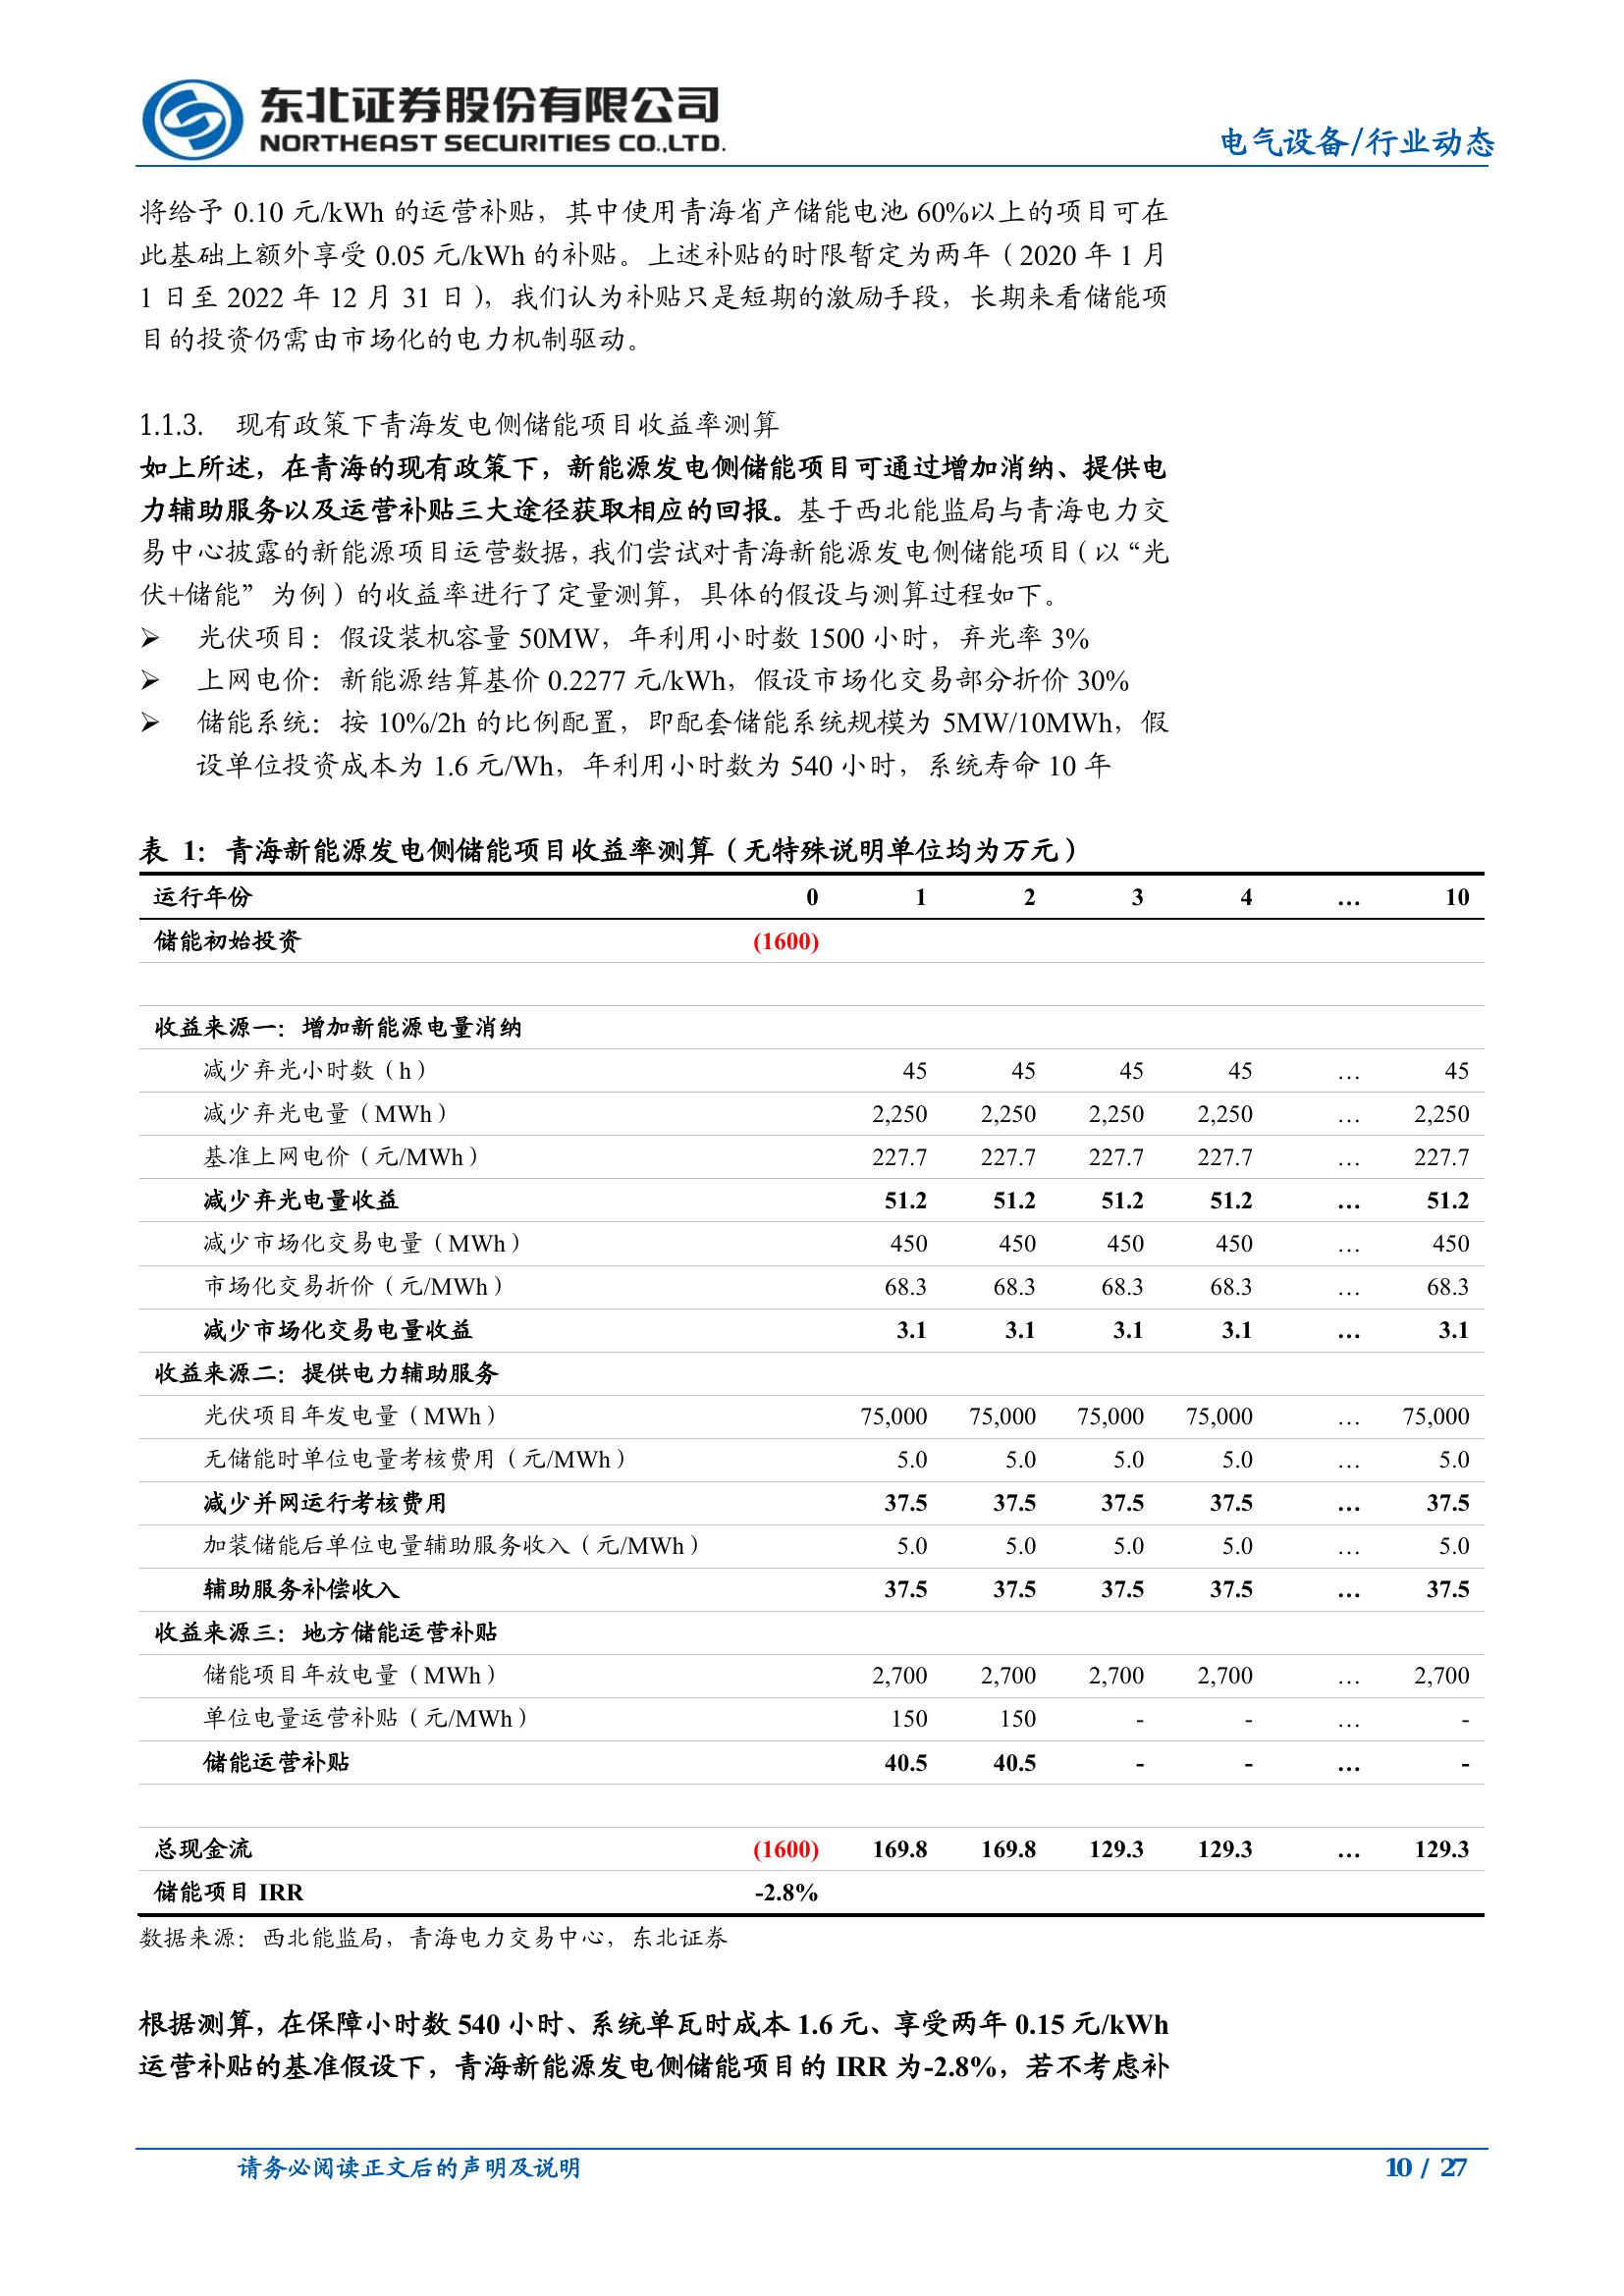 东北证券股份有限公司
NORTHEAST SECURITIES CO.,LTD.
电气设备/行业动态
将给予 0.10 元/kWh 的运营补贴，其中使用青海省产储能电池 60%以上的项目可在
此基础上额外享受 0.05 元/kWh 的补贴。上述补贴的时限暂定为两年（2020 年 1 月
1 日至 2022 年 12 月 31 日），我们认为补贴只是短期的激励手段，长期来看储能项
目的投资仍需由市场化的电力机制驱动。
1.1.3. 现有政策下青海发电侧储能项目收益率测算
如上所述，在青海的现有政策下，新能源发电侧储能项目可通过增加消纳、提供电
力辅助服务以及运营补贴三大途径获取相应的回报。基于西北能监局与青海电力交
易中心披露的新能源项目运营数据，我们尝试对青海新能源发电侧储能项目（以“光
伏+储能”为例）的收益率进行了定量测算，具体的假设与测算过程如下。
➢ 光伏项目：假设装机容量 50MW，年利用小时数 1500 小时，弃光率 3%
➢ 上网电价：新能源结算基价 0.2277 元/kWh，假设市场化交易部分折价 30%
➢ 储能系统：按 10%/2h 的比例配置，即配套储能系统规模为 5MW/10MWh，假
设单位投资成本为 1.6 元/Wh，年利用小时数为 540 小时，系统寿命 10 年
表 1：青海新能源发电侧储能项目收益率测算（无特殊说明单位均为万元）
运行年份 0 1 2 3 4 … 10
储能初始投资 (1600)
收益来源一：增加新能源电量消纳
减少弃光小时数（h） 45 45 45 45 … 45
减少弃光电量（MWh） 2,250 2,250 2,250 2,250 … 2,250
基准上网电价（元/MWh） 227.7 227.7 227.7 227.7 … 227.7
减少弃光电量收益 51.2 51.2 51.2 51.2 … 51.2
减少市场化交易电量（MWh） 450 450 450 450 … 450
市场化交易折价（元/MWh） 68.3 68.3 68.3 68.3 … 68.3
减少市场化交易电量收益 3.1 3.1 3.1 3.1 … 3.1
收益来源二：提供电力辅助服务
光伏项目年发电量（MWh） 75,000 75,000 75,000 75,000 … 75,000
无储能时单位电量考核费用（元/MWh） 5.0 5.0 5.0 5.0 … 5.0
减少并网运行考核费用 37.5 37.5 37.5 37.5 … 37.5
加装储能后单位电量辅助服务收入（元/MWh） 5.0 5.0 5.0 5.0 … 5.0
辅助服务补偿收入 37.5 37.5 37.5 37.5 … 37.5
收益来源三：地方储能运营补贴
储能项目年放电量（MWh） 2,700 2,700 2,700 2,700 … 2,700
单位电量运营补贴（元/MWh） 150 150 - - … -
储能运营补贴 40.5 40.5 - - … -
总现金流 (1600) 169.8 169.8 129.3 129.3 … 129.3
储能项目 IRR -2.8%
数据来源：西北能监局，青海电力交易中心，东北证券
根据测算，在保障小时数 540 小时、系统单瓦时成本 1.6 元、享受两年 0.15 元/kWh
运营补贴的基准假设下，青海新能源发电侧储能项目的 IRR 为-2.8%，若不考虑补
请务必阅读正文后的声明及说明
10 / 27